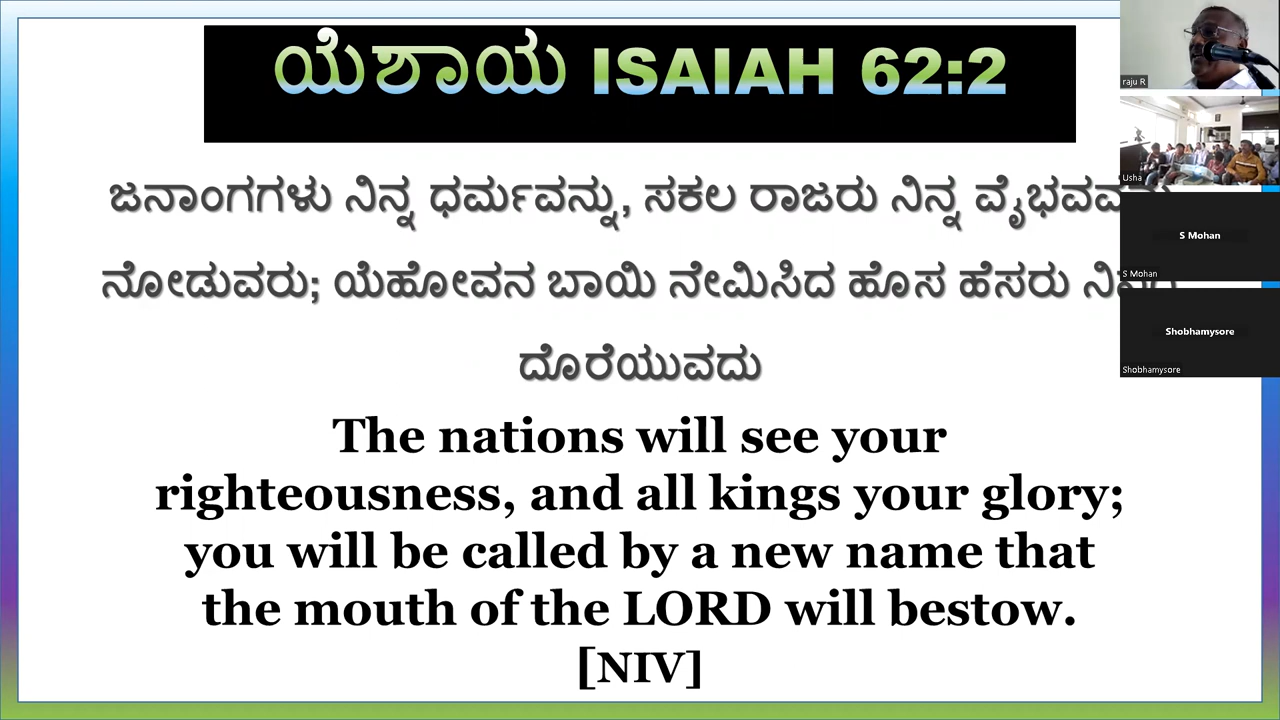 ಯೆಶಾಯ ISAIAH 62:2
ಜನಾಂಗಗಳು ನಿನ್ನ ಧರ್ಮವನ್ನು, ಸಕಲ ರಾಜರು ನಿನ್ನ
ನೋಡುವರು; ಯೆಹೋವನ ಬಾಯಿ ನೇಮಿಸಿದ ಹೊಸ ಹೆಸರು
ದೊರೆಯುವದು
The nations will see your
righteousness, and all kings your glory;
you will be called by a new name that
the mouth of the LORD will bestow.
[NIV]
raju R
Usha
S Mohan
S Mohan
Shobhamysore
Shobhamysore